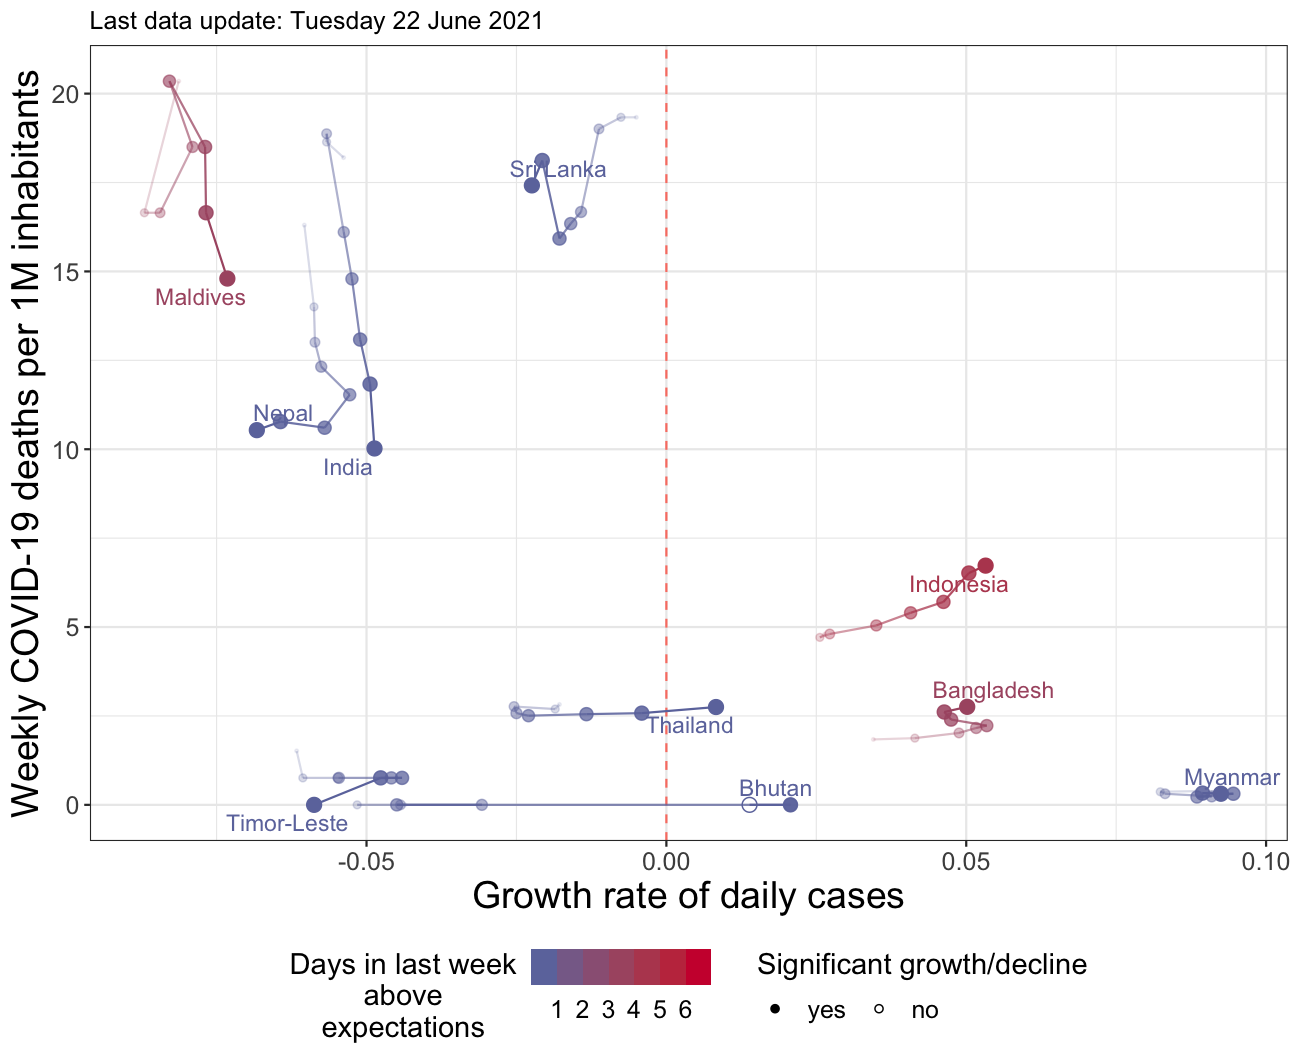 Last data update: Tuesday 22 June 2021
Weekly COVID-19 deaths per 1M inhabitants
20
15
10
5
0
Sri Lanka
Maldives
Nepal
India
Indonesia
Bangladesh
Thailand
Myanmar
Bhutan
Timor-Leste
-0.05 0.00 0.05 0.10
Growth rate of daily cases
Days in last week
above
expectations
1 2 3 4 5 6
Significant growth/decline
yes no